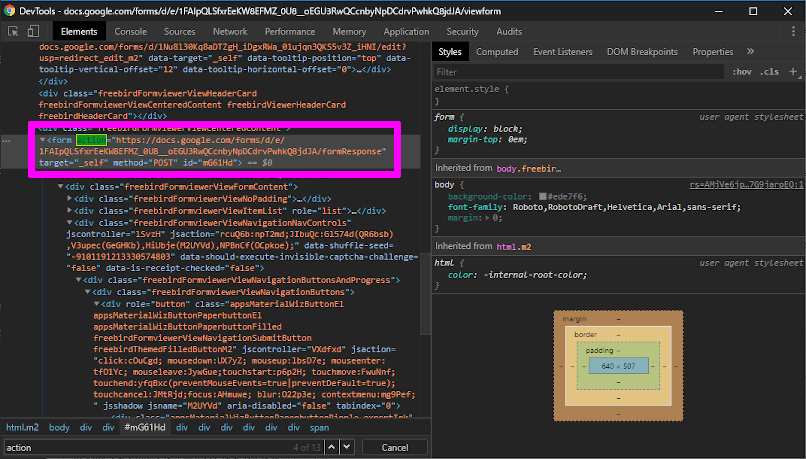 DevTools - docs.google.com/forms/d/e/1FAIpQLSfxrEeKW8EFMZ_0U8__oEGU3RwQCcnbyNpDCdrvPwhkQ8jdJA/viewform
Elements Console Sources Network Performance Memory Application Security Audits
docs.google.com/forms/d/1Nu8l30Kq8aDTZgH_iDgxRWa_01ujqn3QKS5v3Z_iHNI/edit?
usp=redirect_edit_m2" data-target="_self" data-tooltip-position="top" data-
tooltip-vertical-offset="12" data-tooltip-horizontal-offset="0">…</div>
</div>
<div class="freebirdFormviewerViewHeaderCard
freebirdFormviewerViewCenteredContent freebirdViewerHeaderCard
freebirdHeaderCard"></div>
<div class="freebirdFormviewerViewCenteredContent">
<form action="https://docs.google.com/forms/d/e/
1FAIpQLSfxrEeKW8EFMZ_0U8__oEGU3RwQCcnbyNpDCdrvPwhkQ8jdJA/formResponse"
target="_self" method="POST" id="mG61Hd"> == $0
<div class="freebirdFormviewerViewFormContent">
<div class="freebirdFormviewerViewNoPadding">…</div>
<div class="freebirdFormviewerViewItemList" role="list">…</div>
<div class="freebirdFormviewerViewNavigationNavControls"
jscontroller="lSvzH" jsaction="rcuQ6b:npT2md;JIbuQc:Gl574d(QR6bsb)
,V3upec(GeGHKb),HiUbje(M2UYVd),NPBnCf(OCpkoe);" data-shuffle-seed=
"-9101191213330574803" data-should-execute-invisible-captcha-challenge=
"false" data-is-receipt-checked="false">
<div class="freebirdFormviewerViewNavigationButtonsAndProgress">
<div class="freebirdFormviewerViewNavigationButtons">
<div role="button" class="appsMaterialWizButtonEl
appsMaterialWizButtonPaperbuttonEl
appsMaterialWizButtonPaperbuttonFilled
freebirdFormviewerViewNavigationSubmitButton
freebirdThemedFilledButtonM2" jscontroller="VXdfxd" jsaction=
"click:cOuCgd; mousedown:UX7yZ; mouseup:lbsD7e; mouseenter:
tfO1Yc; mouseleave:JywGue;touchstart:p6p2H; touchmove:FwuNnf;
touchend:yfqBxc(preventMouseEvents=true|preventDefault=true);
touchcancel:JMtRjd;focus:AHmuwe; blur:O22p3e; contextmenu:mg9Pef;
" jsshadow jsname="M2UYVd" aria-disabled="false" tabindex="0">
<div class="appsMaterialWizButtonPaperbuttonRipple exportInk
html.m2 body div div #mG61Hd div div div div div span
action 4 of 13 Cancel
Styles Computed Event Listeners DOM Breakpoints Properties »
Filter :hov .cls +
element.style {
}
form { user agent stylesheet
display: block;
margin-top: 0em;
}
Inherited from body.freebir…
body { rs=AMjVe6jp…7G9jarpEQ:1
background-color: #ede7f6;
font-family: Roboto,RobotoDraft,Helvetica,Arial,sans-serif;
margin: 0;
}
Inherited from html.m2
html { user agent stylesheet
color: -internal-root-color;
}
margin –
border –
padding –
– – – 640 × 507 – – –
–
–
–